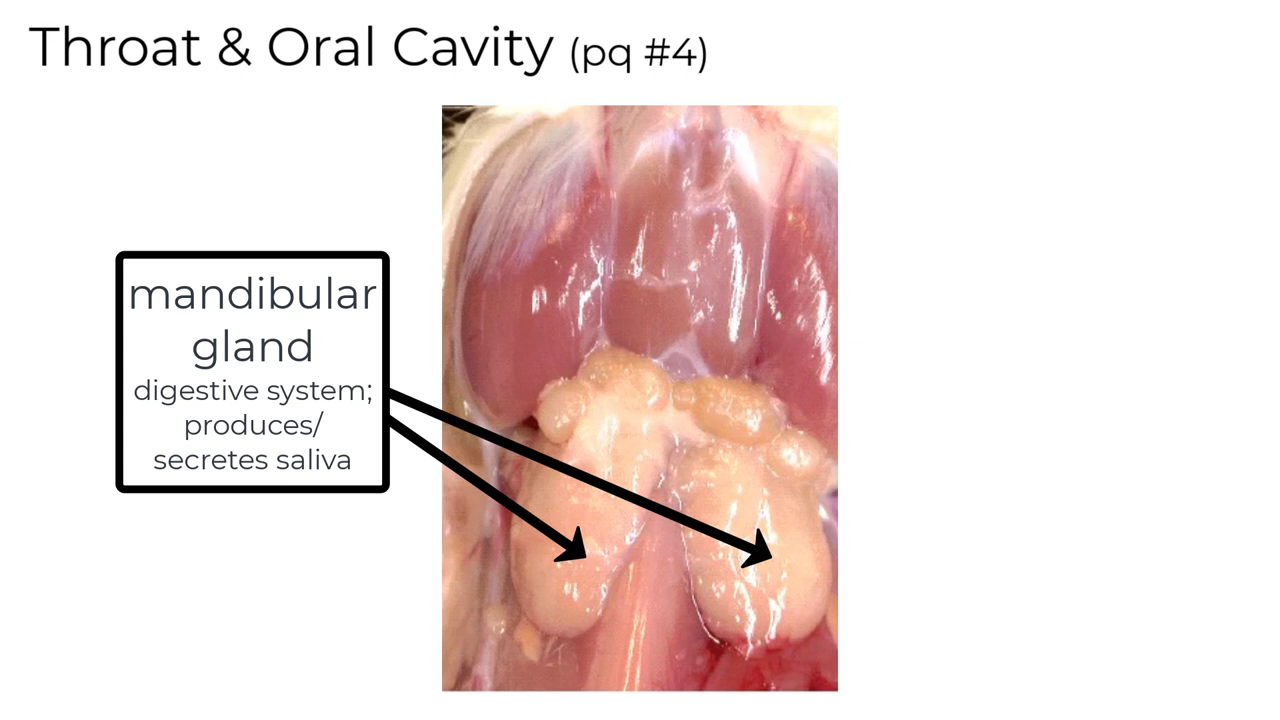 Throat & Oral Cavity (pq #4)
mandibular
gland
digestive system;
produces/
secretes saliva